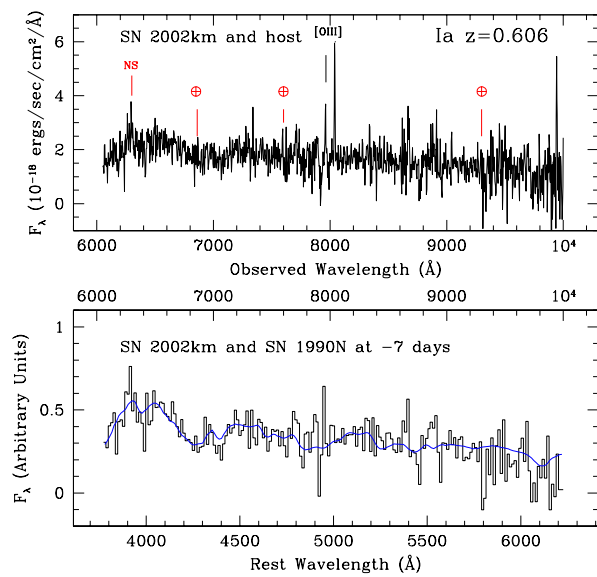 SN 2002km and host [OIII] Ia z=0.606
NS ⊕ ⊕ ⊕
6
4
2
0
F_λ (10⁻¹⁸ ergs/sec/cm²/Å)
6000 7000 8000 9000 10⁴
Observed Wavelength (Å)
6000 7000 8000 9000 10⁴
SN 2002km and SN 1990N at −7 days
1
0.5
0
F_λ (Arbitrary Units)
4000 4500 5000 5500 6000
Rest Wavelength (Å)